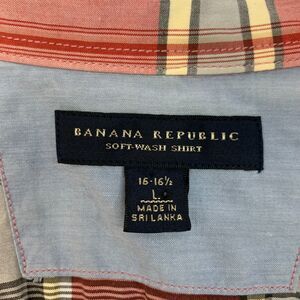 BANANA REPUBLIC
SOFT-WASH SHIRT
16-16½
L
MADE IN
SRI LANKA